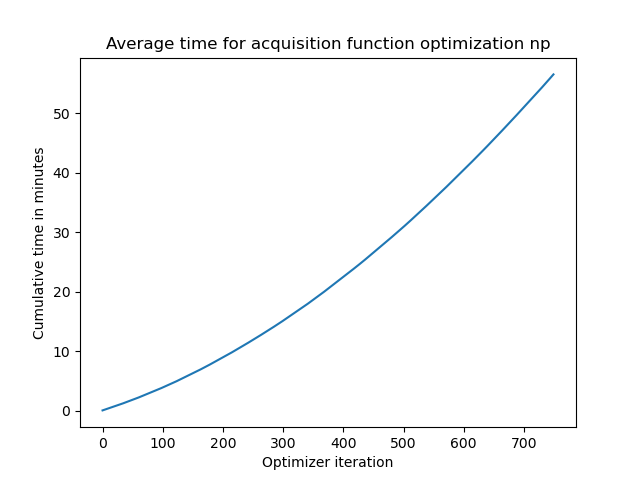 Average time for acquisition function optimization np
Cumulative time in minutes
50
40
30
20
10
0
0 100 200 300 400 500 600 700
Optimizer iteration